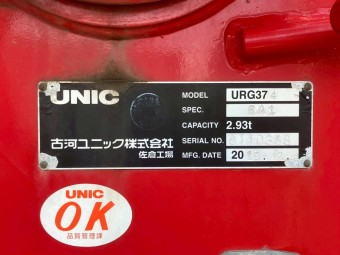 UNIC
MODEL URG374
SPEC.
CAPACITY 2.93t
SERIAL NO.
MFG. DATE 20
古河ユニック株式会社
佐倉工場
UNIC
OK
品質管理課